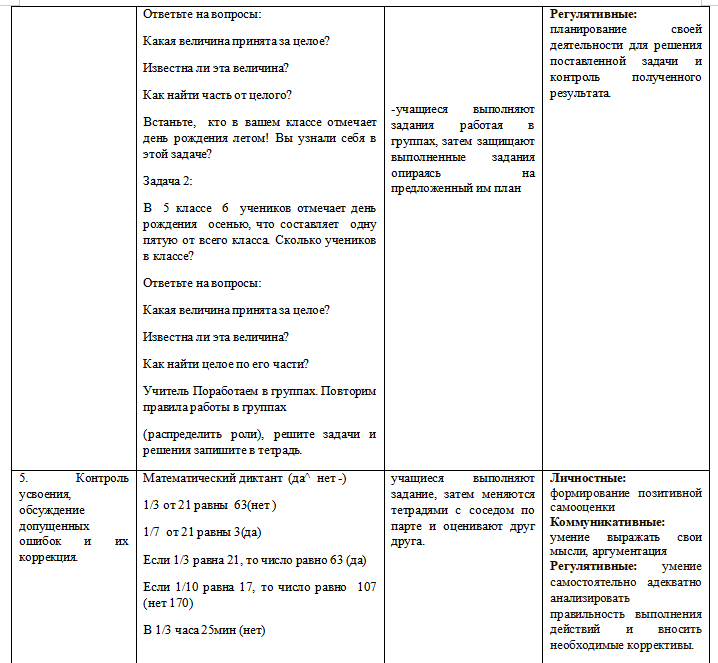 Ответьте на вопросы:
Какая величина принята за целое?
Известна ли эта величина?
Как найти часть от целого?
Встаньте, кто в вашем классе отмечает
день рождения летом! Вы узнали себя в
этой задаче?
Задача 2:
В 5 классе 6 учеников отмечает день
рождения осенью, что составляет одну
пятую от всего класса. Сколько учеников
в классе?
Ответьте на вопросы:
Какая величина принята за целое?
Известна ли эта величина?
Как найти целое по его части?
Учитель Поработаем в группах. Повторим
правила работы в группах
(распределить роли), решите задачи и
решения запишите в тетрадь.
-учащиеся выполняют
задания работая в
группах, затем защищают
выполненные задания
опираясь на
предложенный им план
Регулятивные:
планирование своей
деятельности для решения
поставленной задачи и
контроль полученного
результата.
5. Контроль
усвоения,
обсуждение
допущенных
ошибок и их
коррекция.
Математический диктант (да^ нет -)
1/3 от 21 равны 63(нет )
1/7 от 21 равны 3(да)
Если 1/3 равна 21, то число равно 63 (да)
Если 1/10 равна 17, то число равно 107
(нет 170)
В 1/3 часа 25мин (нет)
учащиеся выполняют
задание, затем меняются
тетрадями с соседом по
парте и оценивают друг
друга.
Личностные:
формирование позитивной
самооценки
Коммуникативные:
умение выражать свои
мысли, аргументация
Регулятивные: умение
самостоятельно адекватно
анализировать
правильность выполнения
действий и вносить
необходимые коррективы.